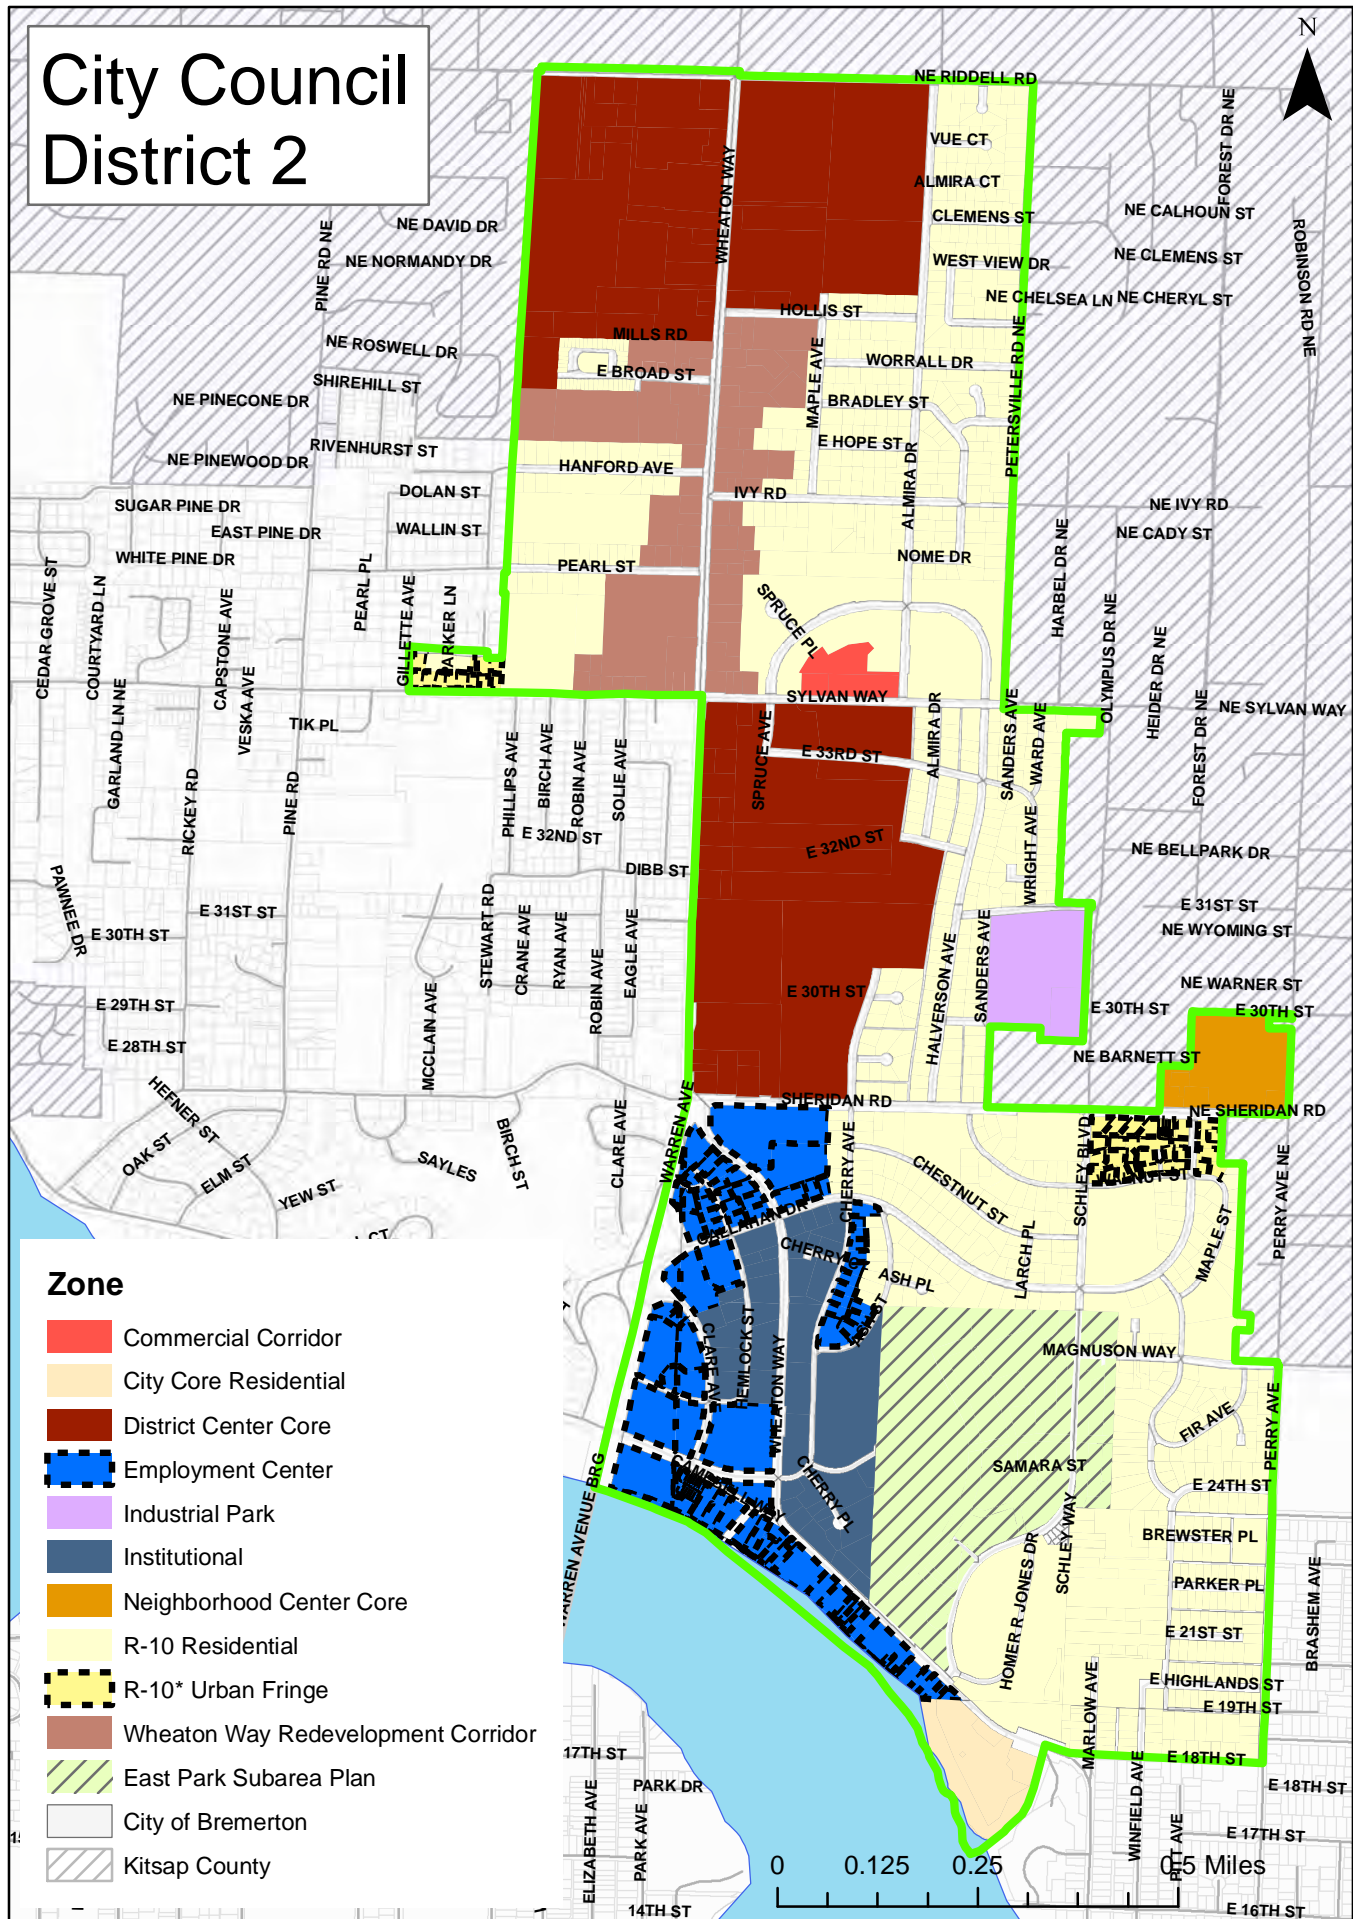 City Council
District 2
N
NE RIDDELL RD
FOREST DR NE
VUE CT
WHEATON WAY
ALMIRA CT
NE CALHOUN ST
CLEMENS ST
NE DAVID DR
ROBINSON RD NE
PINE RD NE
NE CLEMENS ST
WEST VIEW DR
NE NORMANDY DR
NE CHELSEA LN
NE CHERYL ST
HOLLIS ST
MILLS RD
NE ROSWELL DR
WORRALL DR
PETERSVILLE RD NE
E BROAD ST
SHIREHILL ST
MAPLE AVE
NE PINECONE DR
BRADLEY ST
E HOPE ST
RIVENHURST ST
NE PINEWOOD DR
HANFORD AVE
ALMIRA DR
DOLAN ST
IVY RD
NE IVY RD
SUGAR PINE DR
EAST PINE DR
WALLIN ST
NE CADY ST
WHITE PINE DR
NOME DR
HARBEL DR NE
PEARL ST
PEARL PL
CEDAR GROVE ST
COURTYARD LN
CAPSTONE AVE
GILLETTE AVE
ARKER LN
SPRUCE PL
OLYMPUS DR NE
HEIDER DR NE
SYLVAN WAY
NE SYLVAN WAY
GARLAND LN NE
VESKA AVE
TIK PL
SPRUCE AVE
E 33RD ST
ALMIRA DR
SANDERS AVE
WARD AVE
FOREST DR NE
RICKEY RD
PINE RD
PHILLIPS AVE
BIRCH AVE
ROBIN AVE
SOLIE AVE
E 32ND ST
E 32ND ST
WRIGHT AVE
NE BELLPARK DR
DIBB ST
PAWNEE DR
E 31ST ST
E 31ST ST
E 30TH ST
NE WYOMING ST
STEWART RD
CRANE AVE
RYAN AVE
ROBIN AVE
EAGLE AVE
HALVERSON AVE
SANDERS AVE
E 30TH ST
NE WARNER ST
E 29TH ST
E 30TH ST
E 30TH ST
MCCLAIN AVE
E 28TH ST
NE BARNETT ST
HEFNER ST
SHERIDAN RD
NE SHERIDAN RD
OAK ST
ELM ST
YEW ST
SAYLES
BIRCH ST
CLARE AVE
WARREN AVE
CHERRY AVE
CHESTNUT ST
SCHLEY BLVD
PERRY AVE NE
CALLAHAN DR
MAPLE ST
LARCH PL
ASH PL
ASH ST
CLARE AVE
HEMLOCK ST
WHEATON WAY
MAGNUSON WAY
FIR AVE
PERRY AVE
WARREN AVENUE BRG
CAMPBELL WAY
CHERRY PL
SAMARA ST
E 24TH ST
SCHLEY WAY
BREWSTER PL
HOMER R JONES DR
PARKER PL
BRASHEM AVE
E 21ST ST
MARLOW AVE
E HIGHLANDS ST
E 19TH ST
17TH ST
E 18TH ST
E 18TH ST
PARK DR
ELIZABETH AVE
PARK AVE
WINFIELD AVE
E 17TH ST
14TH ST
E 16TH ST
Zone
Commercial Corridor
City Core Residential
District Center Core
Employment Center
Industrial Park
Institutional
Neighborhood Center Core
R-10 Residential
R-10* Urban Fringe
Wheaton Way Redevelopment Corridor
East Park Subarea Plan
City of Bremerton
Kitsap County
0 0.125 0.25 0.5 Miles